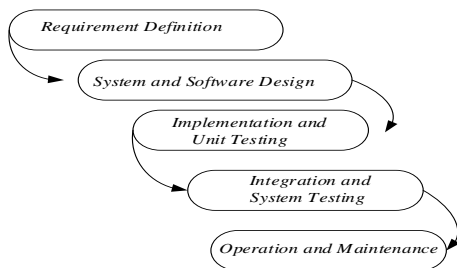 Requirement Definition
System and Software Design
Implementation and
Unit Testing
Integration and
System Testing
Operation and Maintenance